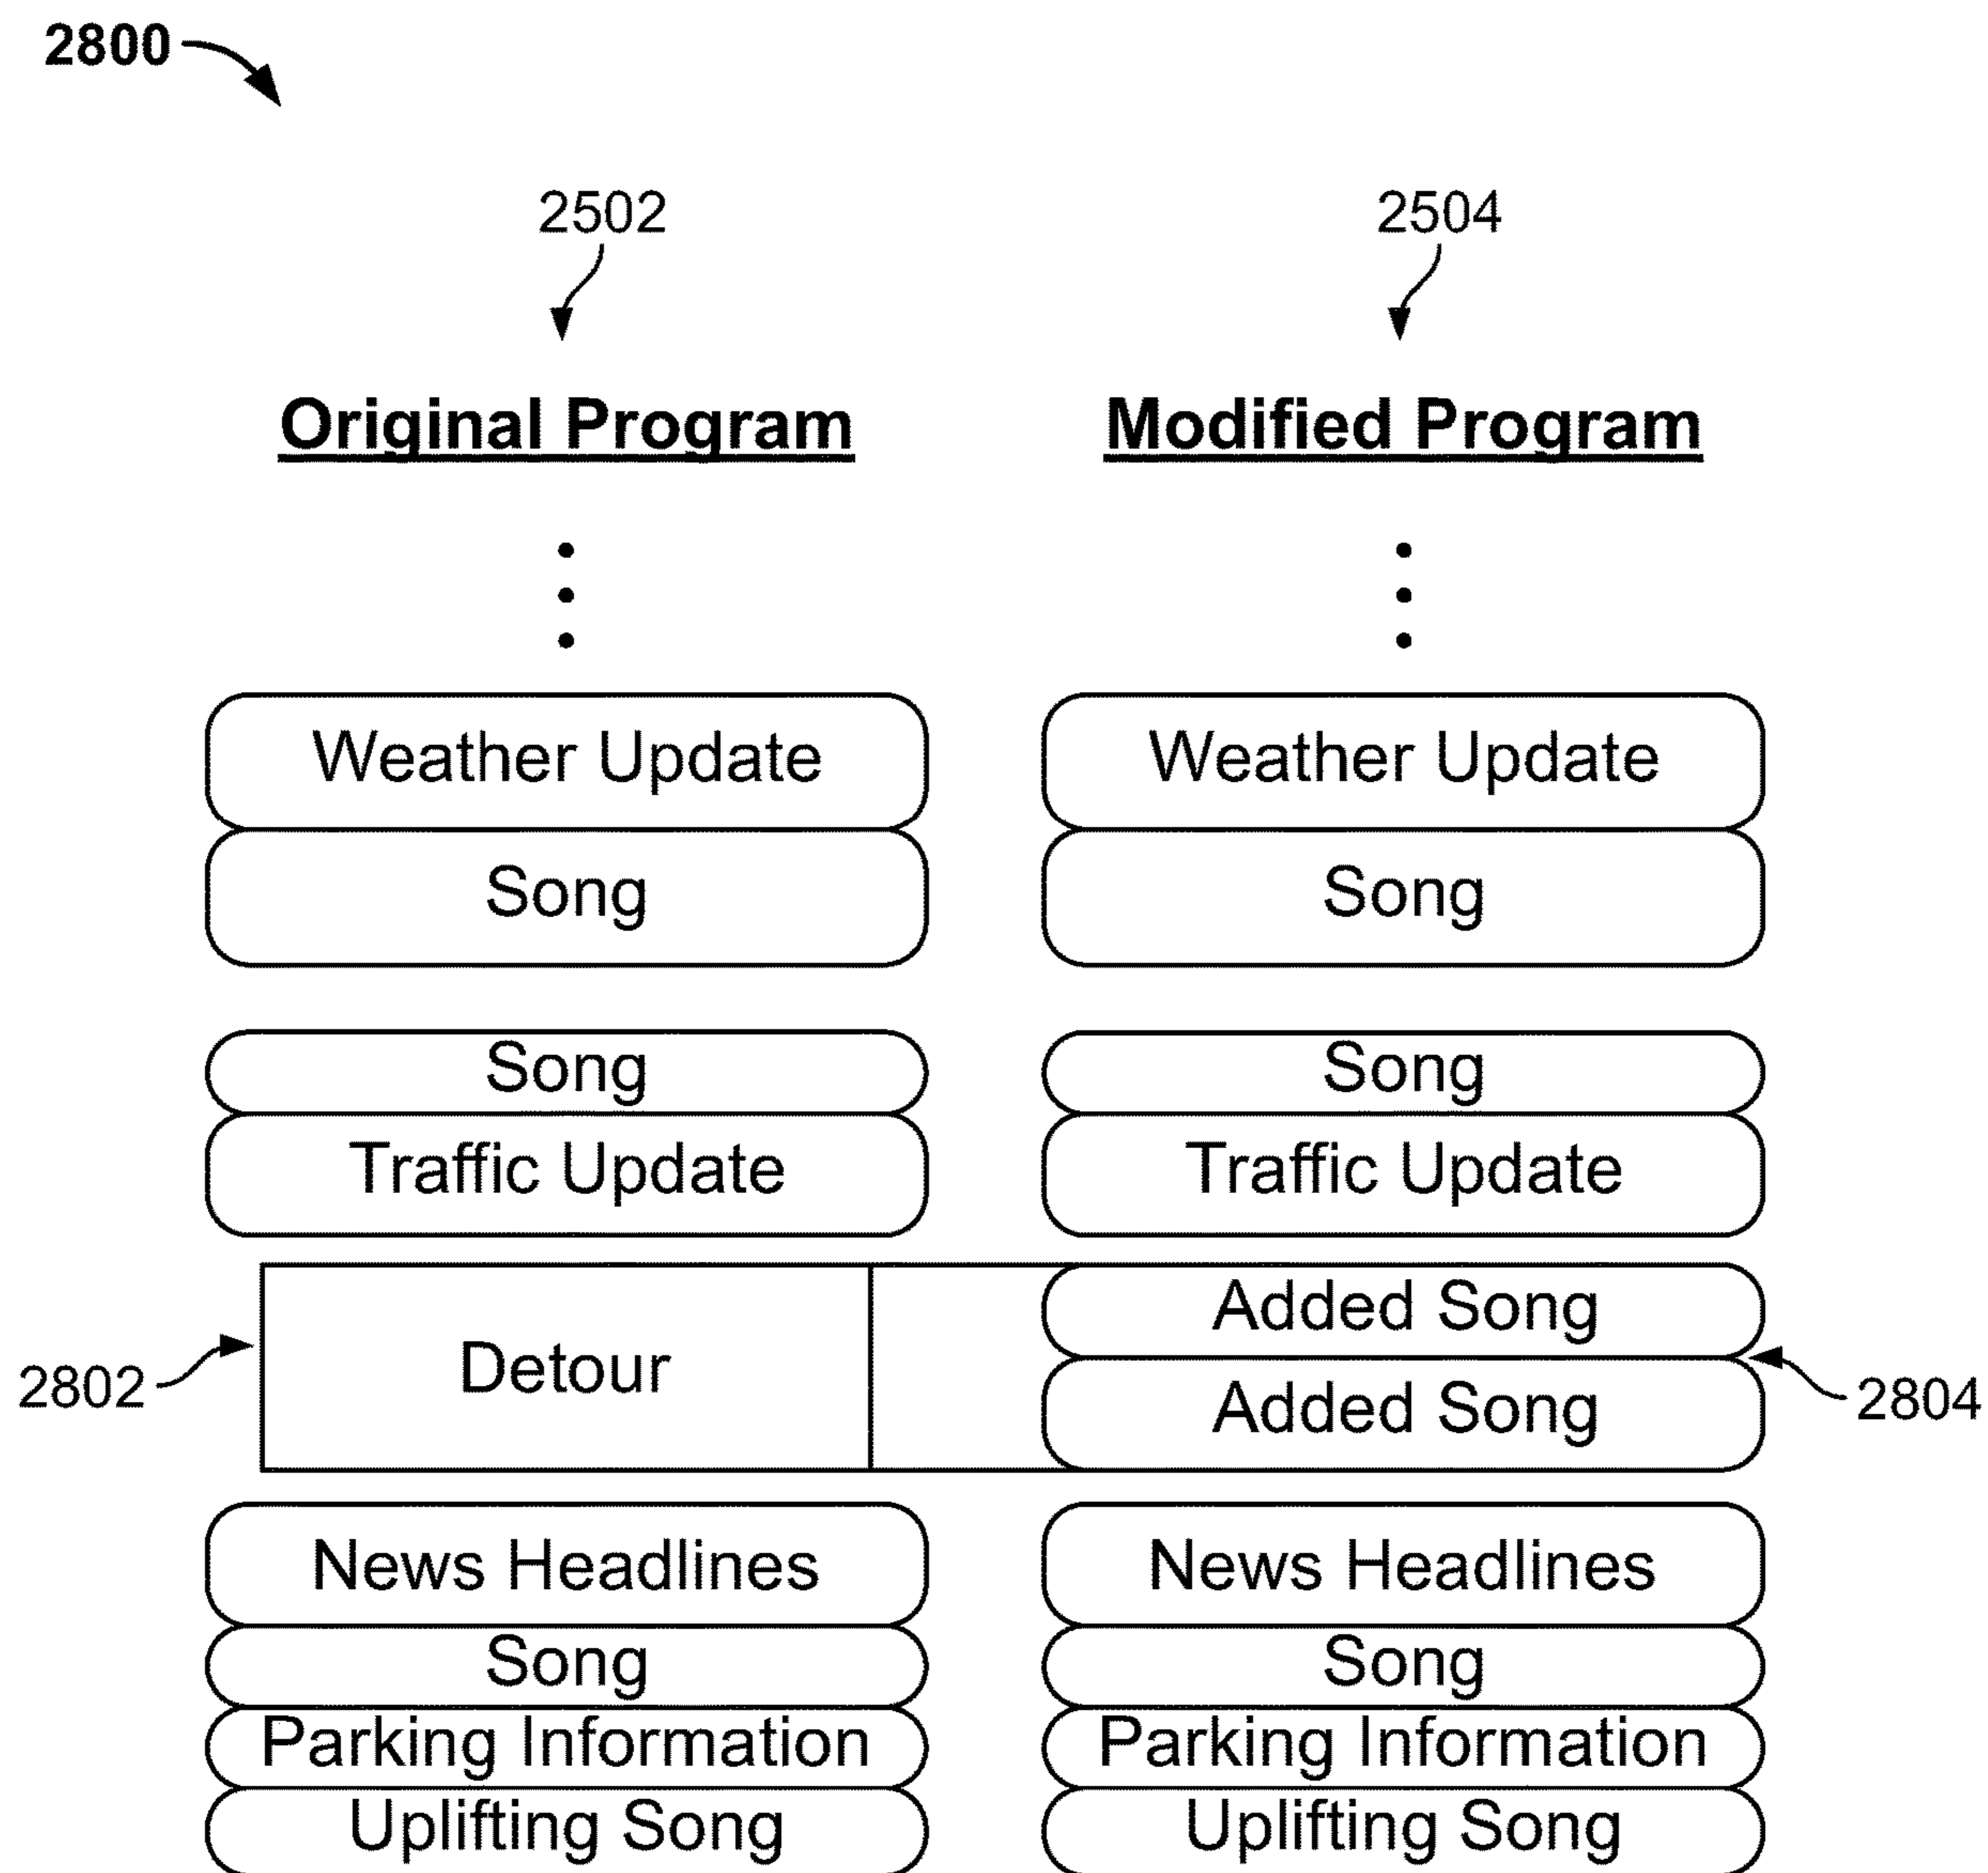 2800
2502 2504
Original Program Modified Program
Weather Update Weather Update
Song Song
Song Song
Traffic Update Traffic Update
Added Song
Detour
2802
Added Song
2804
News Headlines News Headlines
Song Song
Parking Information Parking Information
Uplifting Song Uplifting Song